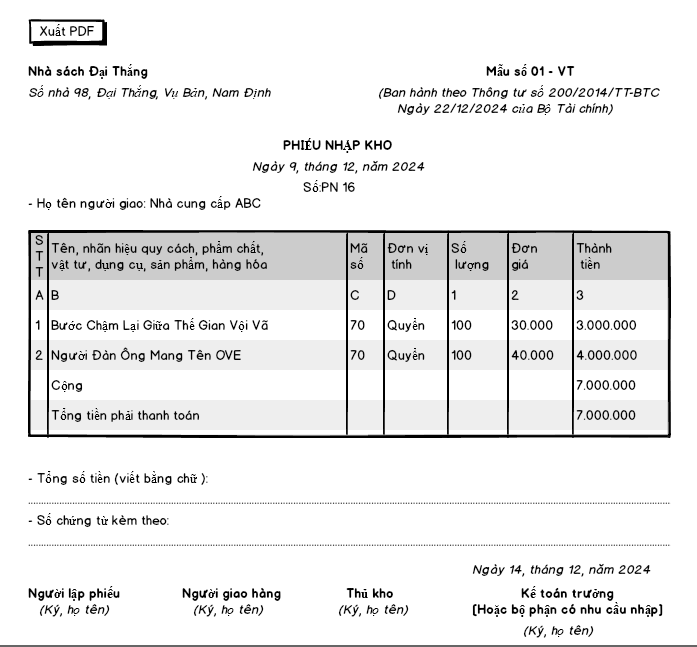 Xuất PDF
Nhà sách Đại Thắng
Mẫu số 01 - VT
Số nhà 98, Đại Thắng, Vụ Bản, Nam Định
(Ban hành theo Thông tư số 200/2014/TT-BTC
Ngày 22/12/2024 của Bộ Tài chính)
PHIẾU NHẬP KHO
Ngày 9, tháng 12, năm 2024
Số:PN 16
- Họ tên người giao: Nhà cung cấp ABC
STT Tên, nhãn hiệu quy cách, phẩm chất, vật tư, dụng cụ, sản phẩm, hàng hóa Mã số Đơn vị tính Số lượng Đơn giá Thành tiền
A B C D 1 2 3
1 Bước Chậm Lại Giữa Thế Gian Vội Vã 70 Quyển 100 30.000 3.000.000
2 Người Đàn Ông Mang Tên OVE 70 Quyển 100 40.000 4.000.000
Cộng 7.000.000
Tổng tiền phải thanh toán 7.000.000
- Tổng số tiền (viết bằng chữ ):
- Số chứng từ kèm theo:
Ngày 14, tháng 12, năm 2024
Người lập phiếu Người giao hàng Thủ kho Kế toán trưởng
(Ký, họ tên) (Ký, họ tên) (Ký, họ tên) [Hoặc bộ phận có nhu cầu nhập]
(Ký, họ tên)